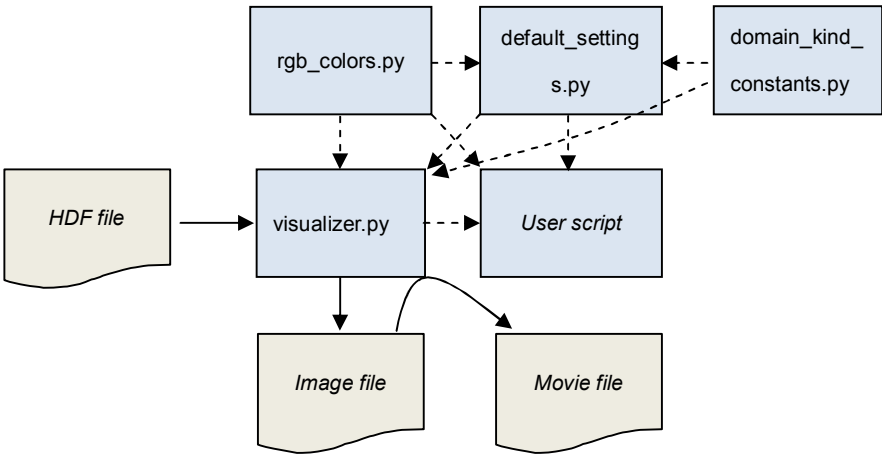 rgb_colors.py
default_setting
s.py
domain_kind_
constants.py
HDF file
visualizer.py
User script
Image file
Movie file